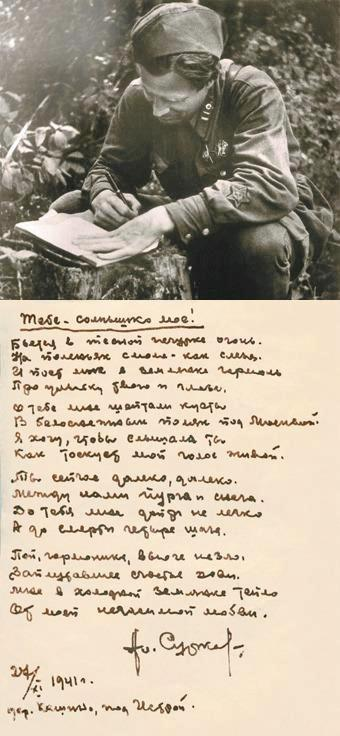 Тебе - солнышко мое!
Бьется в тесной печурке огонь.
На поленьях смола - как слеза.
И поет мне в землянке гармонь
Про улыбку твою и глаза.
О тебе мне шептали кусты
В белоснежных полях под Москвой.
Я хочу, чтобы слышала ты
Как тоскует мой голос живой.
Ты сейчас далеко, далеко.
Между нами пурга и снега.
До тебя мне дойти не легко
А до смерти четыре шага.
Пой, гармоника, вьюге назло.
Заплутавшее счастье зови.
Мне в холодной землянке тепло
От моей негасимой любви.
Ал. Сурков.
27/XI 1941 г.
дер. Кашино, под Истрой.